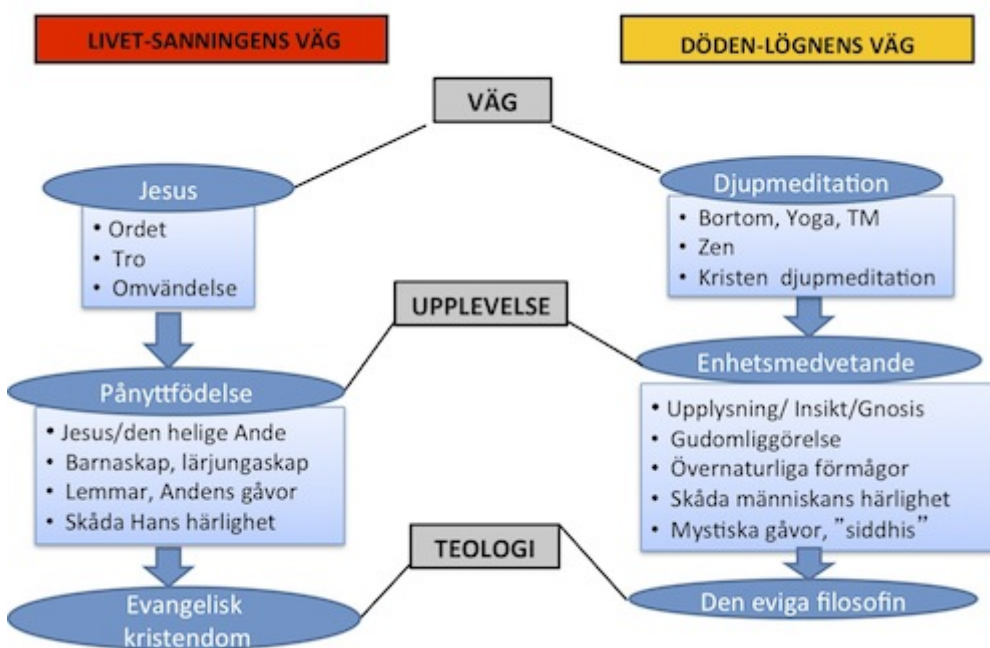 LIVET-SANNINGENS VÄG
DÖDEN-LÖGNENS VÄG
VÄG
Jesus
• Ordet
• Tro
• Omvändelse
Djupmeditation
• Bortom, Yoga, TM
• Zen
• Kristen djupmeditation
UPPLEVELSE
Pånyttfödelse
• Jesus/den helige Ande
• Barnaskap, lärjungaskap
• Lemmar, Andens gåvor
• Skåda Hans härlighet
Enhetsmedvetande
• Upplysning/ Insikt/Gnosis
• Gudomliggörelse
• Övernaturliga förmågor
• Skåda människans härlighet
• Mystiska gåvor, ”siddhis”
TEOLOGI
Evangelisk
kristendom
Den eviga filosofin